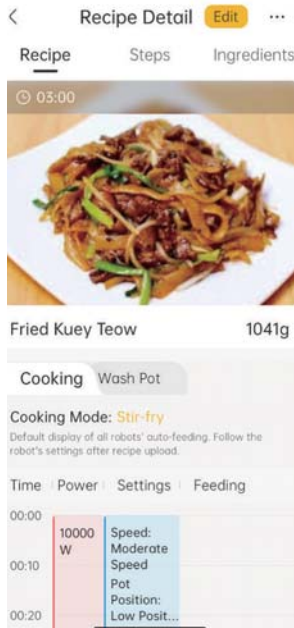 Recipe Detail Edit ...
Recipe Steps Ingredients
03:00
Fried Kuey Teow 1041g
Cooking Wash Pot
Cooking Mode: Stir-fry
Default display of all robots' auto-feeding. Follow the
robot's settings after recipe upload.
Time Power Settings Feeding
00:00
10000 Speed:
W Moderate
00:10 Speed
Pot
Position:
00:20 Low Posit...